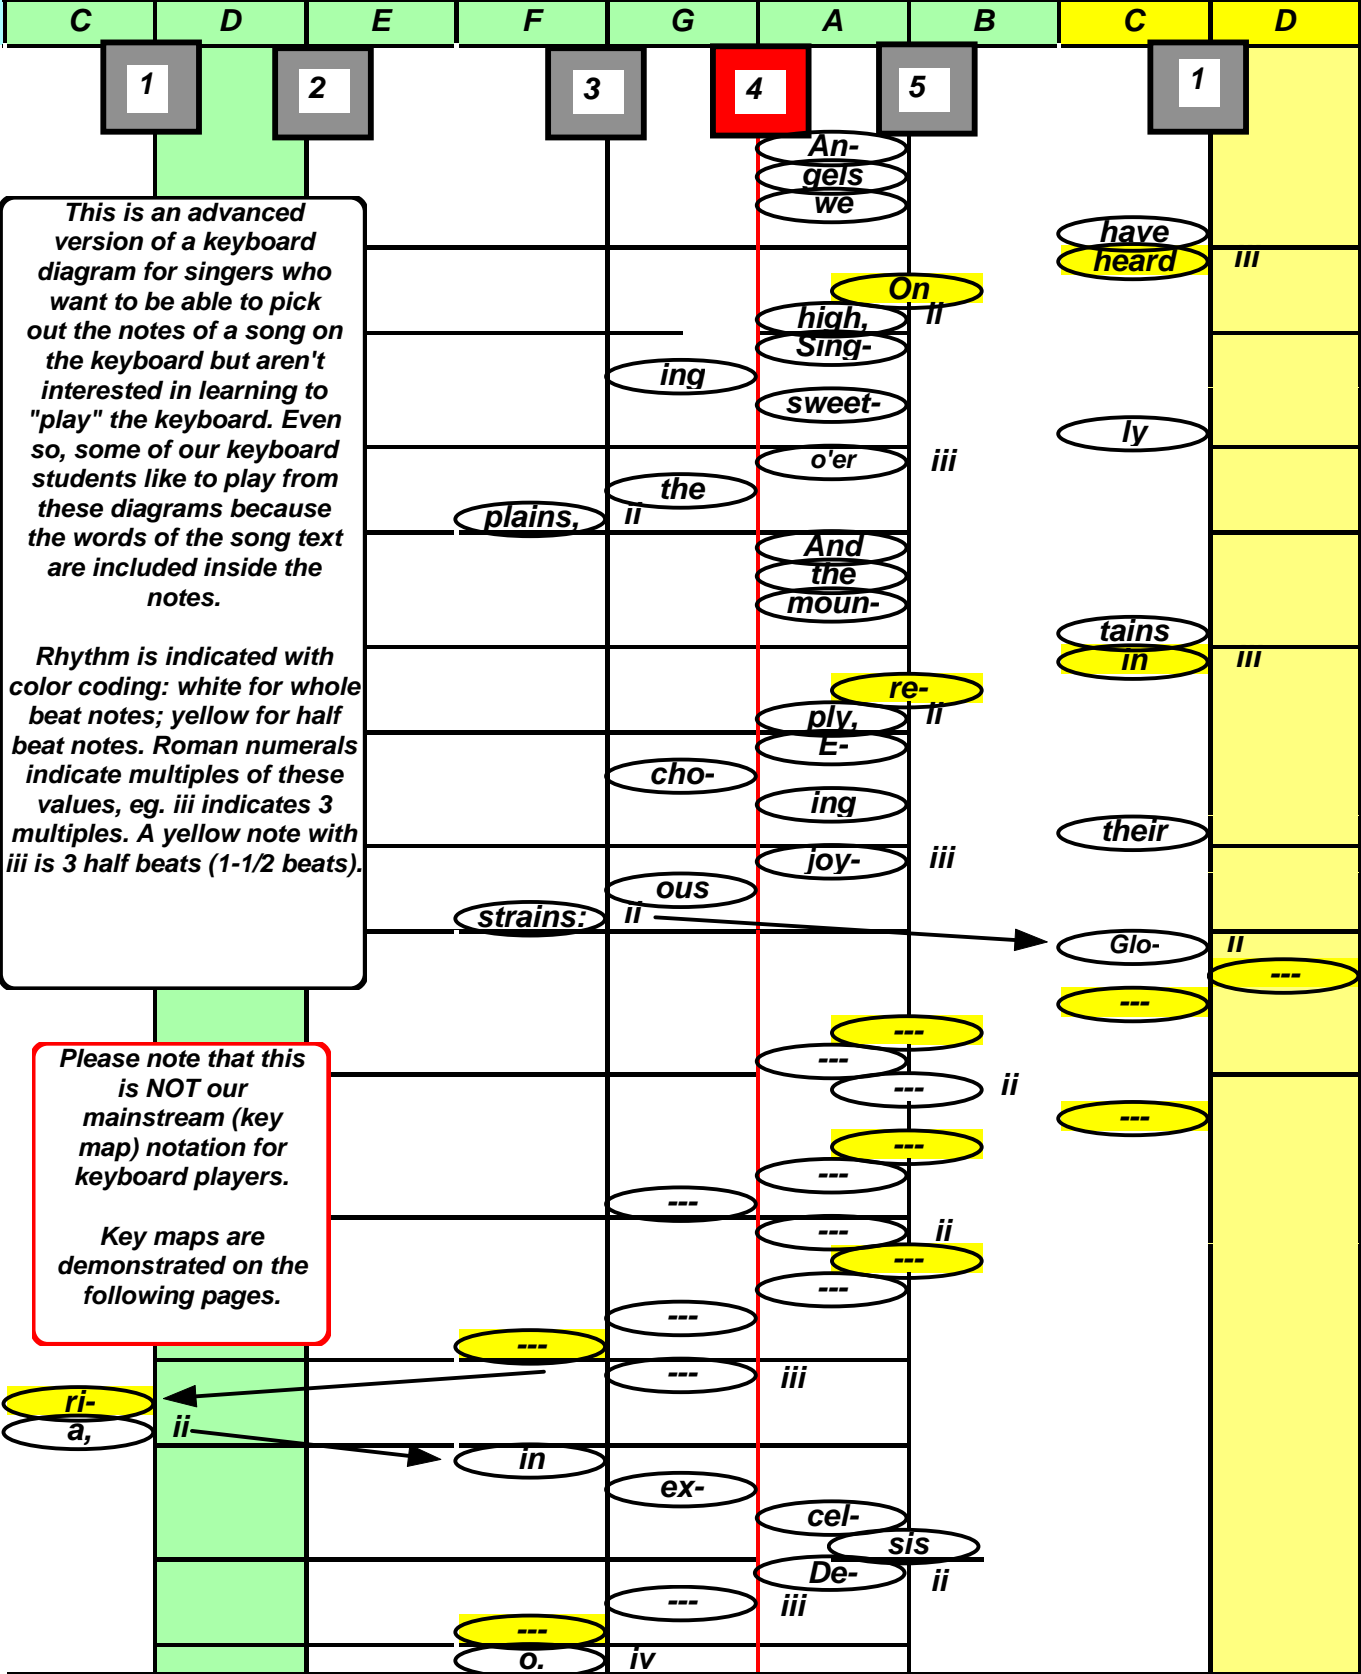 C D E F G A B C D
1 2 3 4 5 1
An-
gels
we
This is an advanced
version of a keyboard
diagram for singers who
want to be able to pick
out the notes of a song on
the keyboard but aren't
interested in learning to
"play" the keyboard. Even
so, some of our keyboard
students like to play from
these diagrams because
the words of the song text
are included inside the
notes.
Rhythm is indicated with
color coding: white for whole
beat notes; yellow for half
beat notes. Roman numerals
indicate multiples of these
values, eg. iii indicates 3
multiples. A yellow note with
iii is 3 half beats (1-1/2 beats).
have
heard iii
On
high, ii
Sing-
ing
sweet-
ly
o'er iii
the
plains, ii
And
the
moun-
tains
in iii
re-
ply, ii
E-
cho-
ing
their
joy- iii
ous
strains: ii
Glo- ii
---
---
---
Please note that this
is NOT our
mainstream (key
map) notation for
keyboard players.
Key maps are
demonstrated on the
following pages.
---
--- ii
---
---
---
---
--- ii
---
---
---
---
--- iii
ri-
a, ii
in
ex-
cel-
sis
De- ii
--- iii
---
o. iv